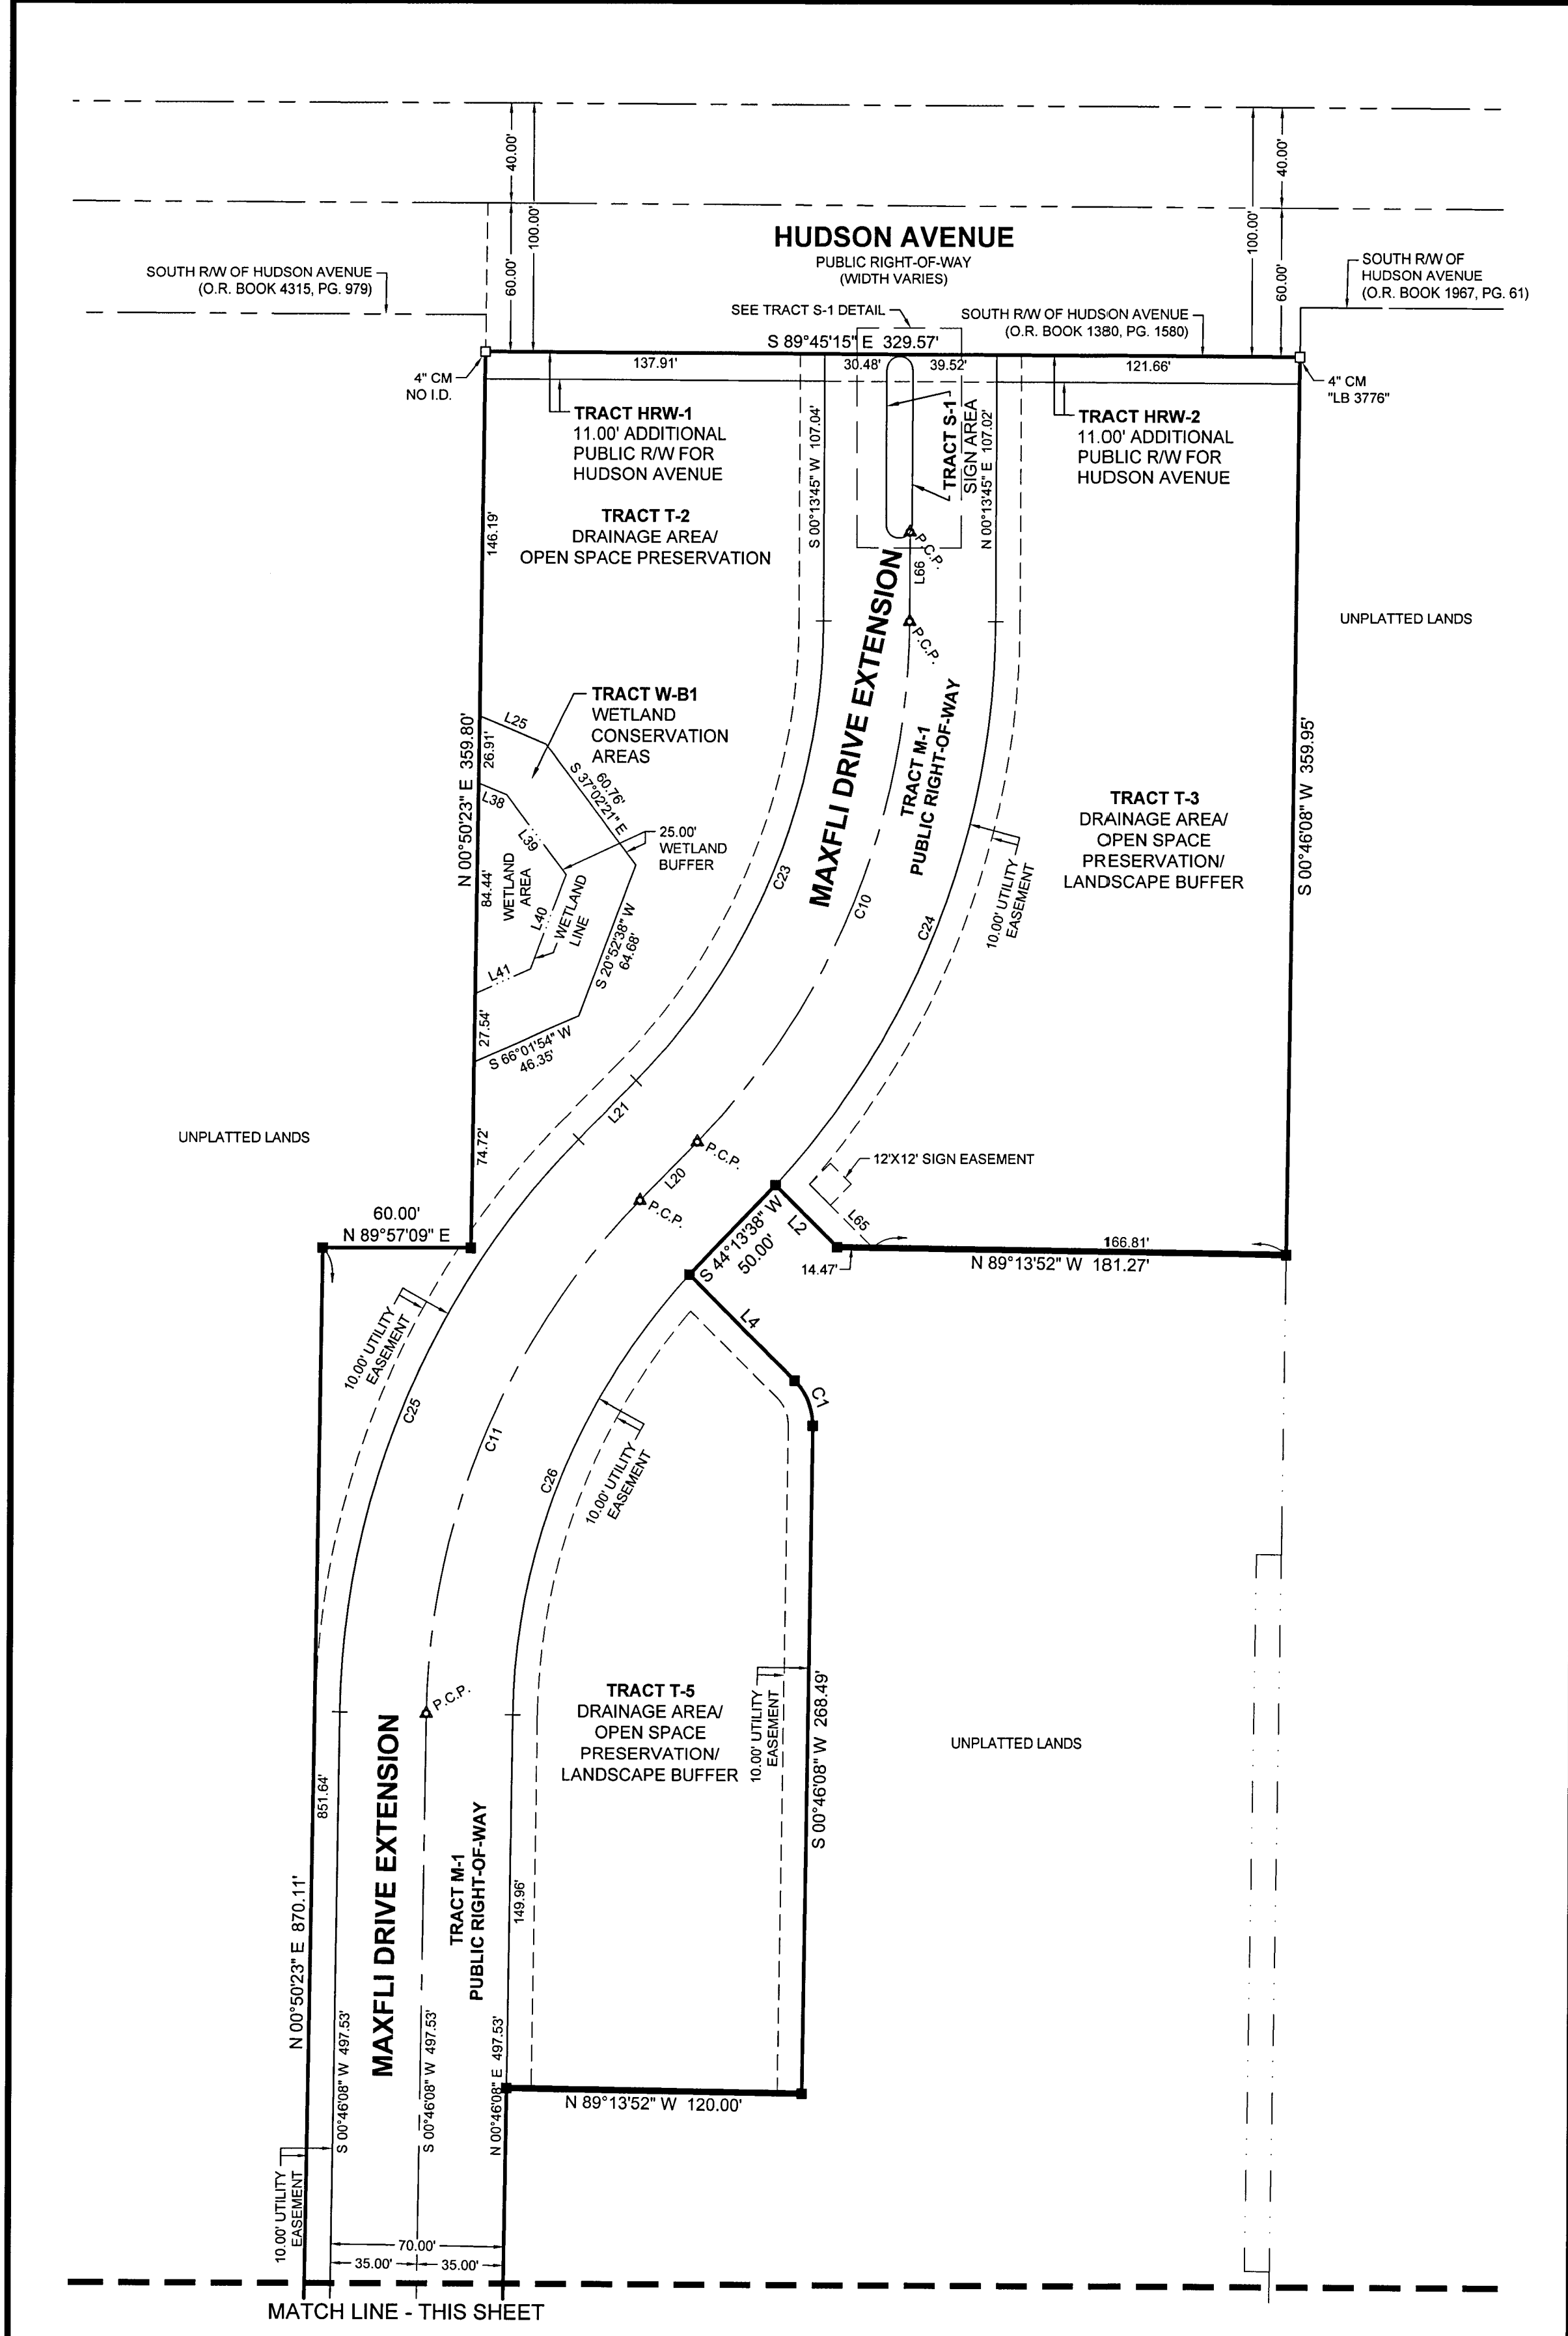 40.00'
100.00'
60.00'
40.00'
100.00'
60.00'
HUDSON AVENUE
PUBLIC RIGHT-OF-WAY
(WIDTH VARIES)
SOUTH R/W OF HUDSON AVENUE
(O.R. BOOK 4315, PG. 979)
SOUTH R/W OF
HUDSON AVENUE
(O.R. BOOK 1967, PG. 61)
SEE TRACT S-1 DETAIL
SOUTH R/W OF HUDSON AVENUE
(O.R. BOOK 1380, PG. 1580)
S 89°45'15" E 329.57'
137.91'
30.48'
39.52'
121.66'
4" CM
NO I.D.
4" CM
"LB 3776"
TRACT HRW-1
11.00' ADDITIONAL
PUBLIC R/W FOR
HUDSON AVENUE
TRACT S-1
SIGN AREA
TRACT HRW-2
11.00' ADDITIONAL
PUBLIC R/W FOR
HUDSON AVENUE
S 00°13'45" W 107.04'
N 00°13'45" E 107.02'
146.19'
TRACT T-2
DRAINAGE AREA/
OPEN SPACE PRESERVATION
P.C.P.
L66
P.C.P.
UNPLATTED LANDS
MAXFLI DRIVE EXTENSION
TRACT M-1
PUBLIC RIGHT-OF-WAY
TRACT W-B1
WETLAND
CONSERVATION
AREAS
L25
N 00°50'23" E 359.80'
26.91'
60.76'
S 37°02'21" E
L38
L39
25.00'
WETLAND
BUFFER
84.44'
WETLAND
AREA
L40
WETLAND
LINE
L41
S 20°52'38" W
64.68'
27.54'
S 66°01'54" W
46.35'
C23
C10
C24
10.00' UTILITY
EASEMENT
TRACT T-3
DRAINAGE AREA/
OPEN SPACE
PRESERVATION/
LANDSCAPE BUFFER
S 00°46'08" W 359.95'
L21
UNPLATTED LANDS
74.72'
P.C.P.
L20
P.C.P.
12'X12' SIGN EASEMENT
60.00'
N 89°57'09" E
S 44°13'38" W
50.00'
L2
L65
14.47'
166.81'
N 89°13'52" W 181.27'
L4
C1
10.00' UTILITY
EASEMENT
C25
C11
C26
10.00' UTILITY
EASEMENT
P.C.P.
TRACT T-5
DRAINAGE AREA/
OPEN SPACE
PRESERVATION/
LANDSCAPE BUFFER
10.00' UTILITY
EASEMENT
S 00°46'08" W 268.49'
UNPLATTED LANDS
851.64'
N 00°50'23" E 870.11'
MAXFLI DRIVE EXTENSION
TRACT M-1
PUBLIC RIGHT-OF-WAY
149.96'
S 00°46'08" W 497.53'
S 00°46'08" W 497.53'
N 00°46'08" E 497.53'
N 89°13'52" W 120.00'
10.00' UTILITY
EASEMENT
70.00'
35.00'
35.00'
MATCH LINE - THIS SHEET